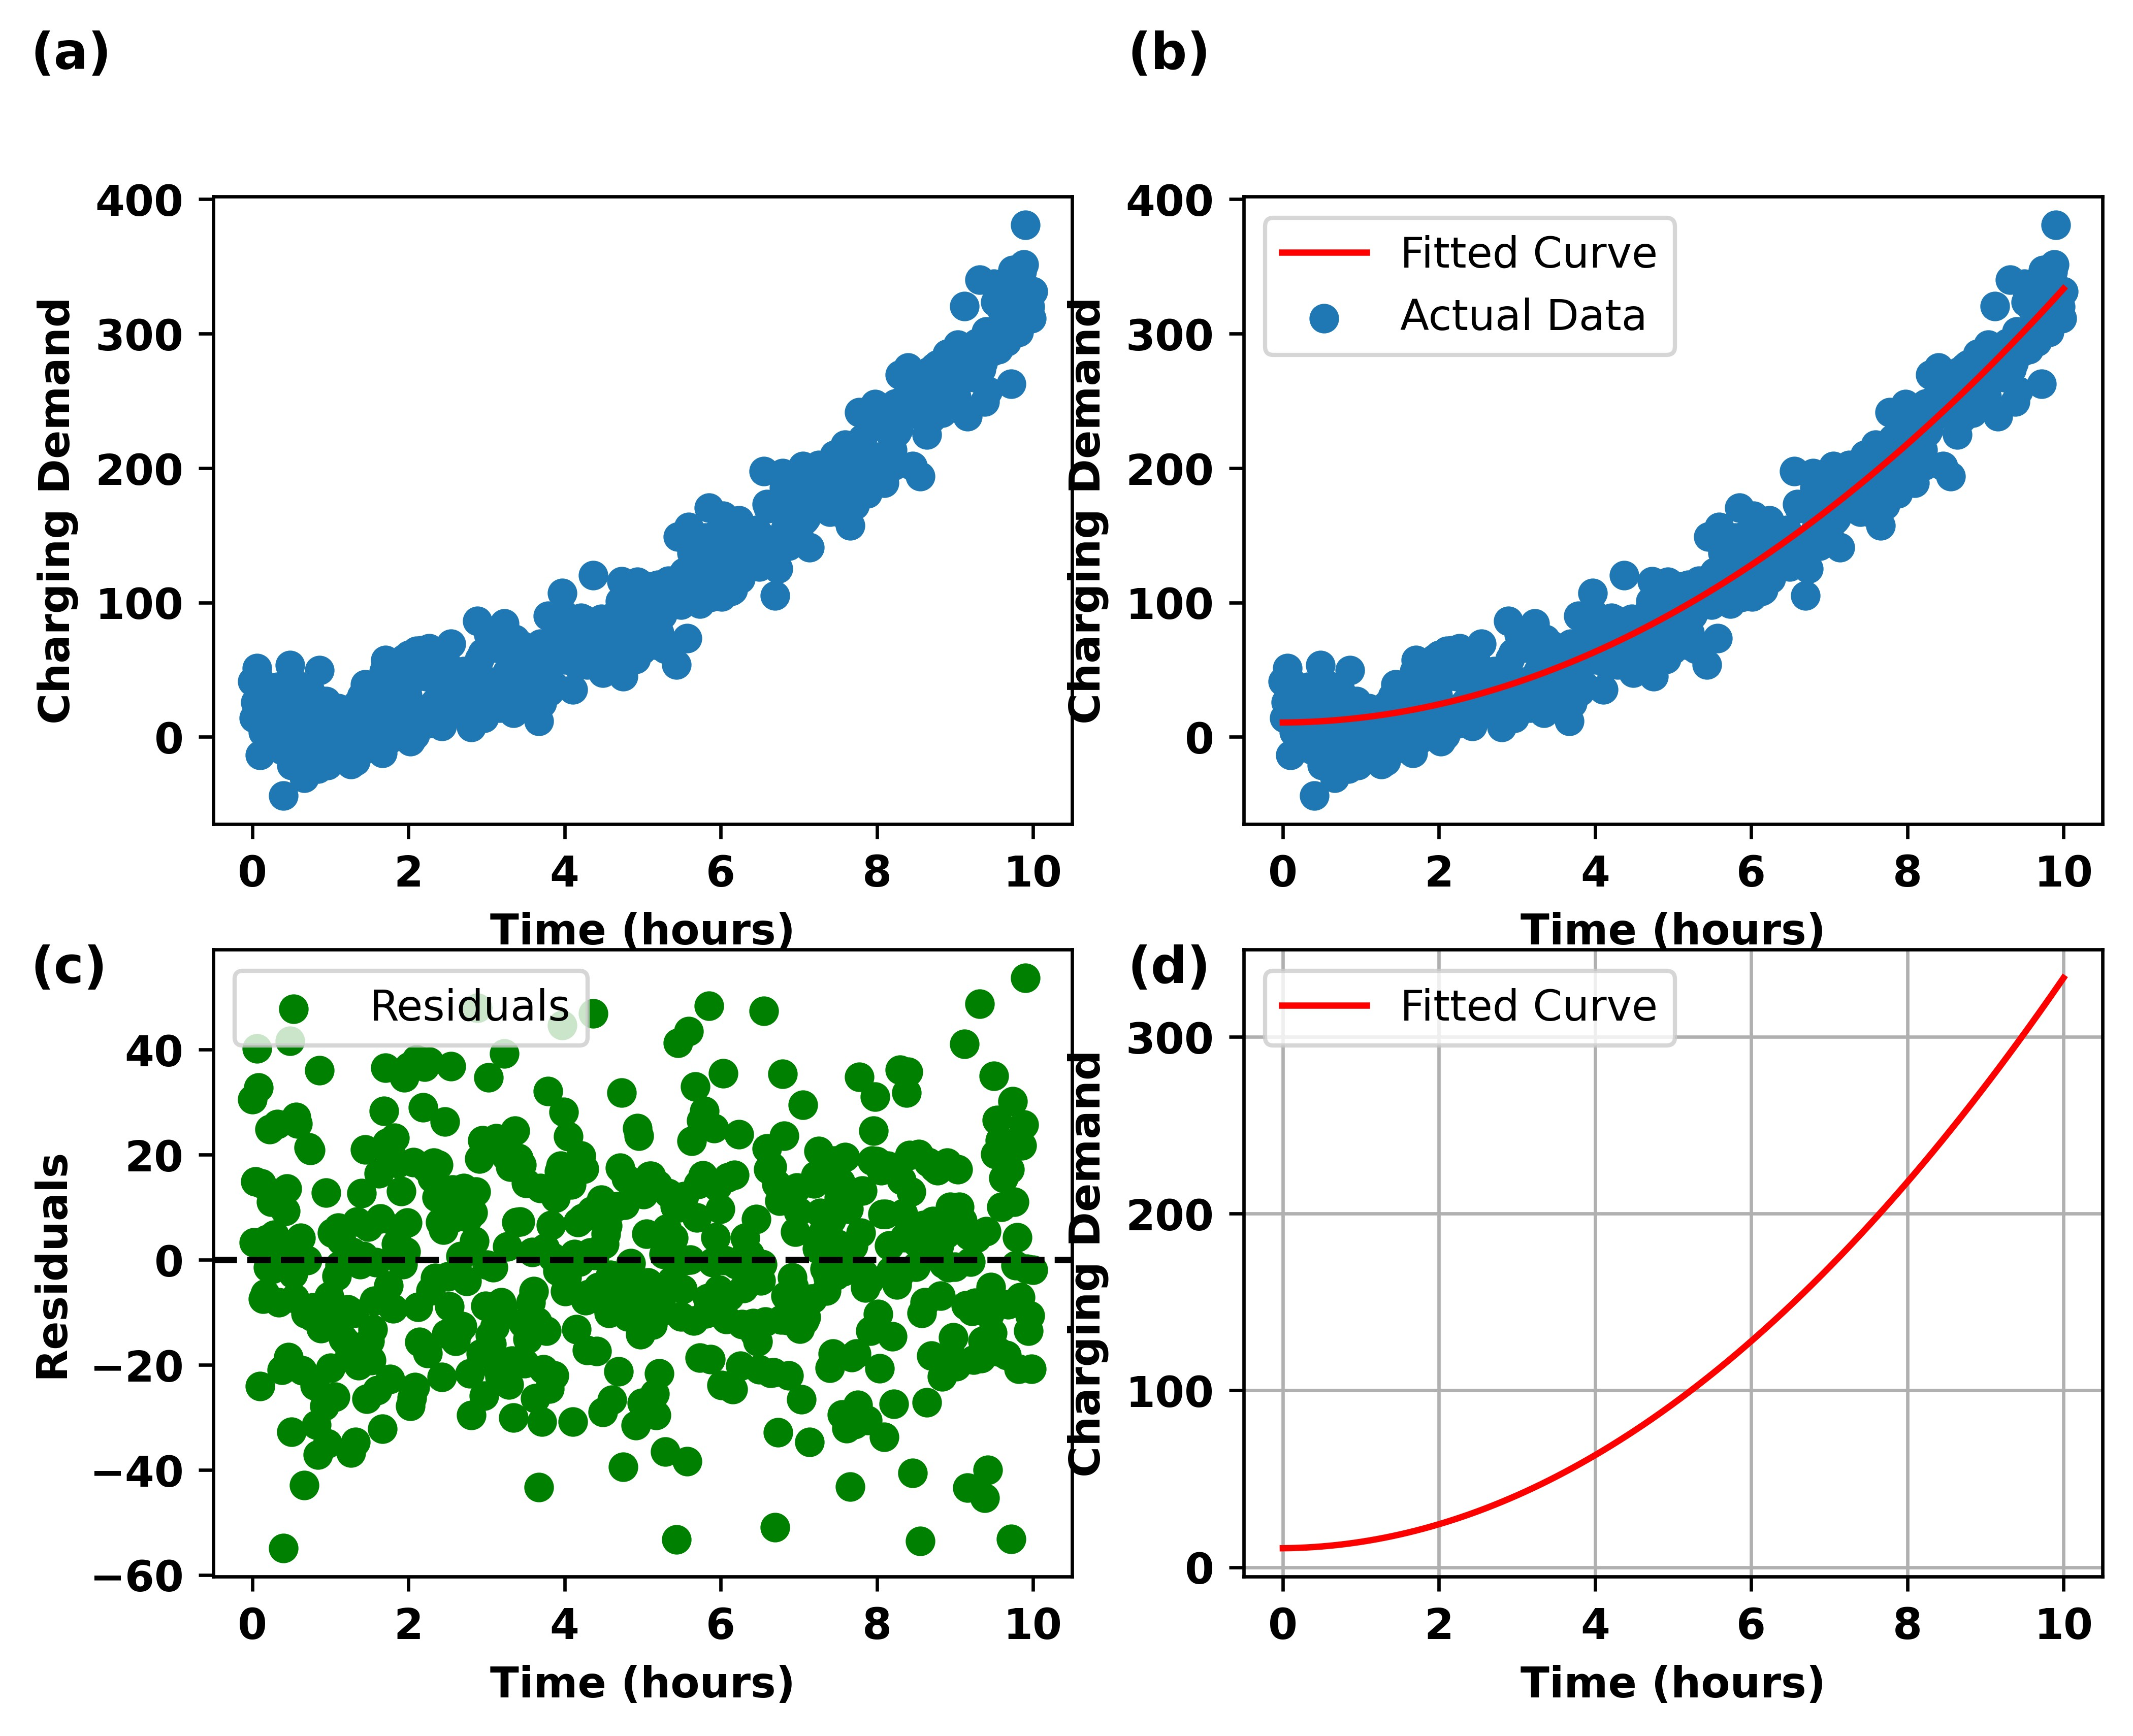 (a)
400
300
200
100
0
Charging Demand
0 2 4 6 8 10
Time (hours)
(b)
400
300
200
100
0
Charging Demand
Fitted Curve
Actual Data
0 2 4 6 8 10
Time (hours)
(c)
40
20
0
−20
−40
−60
Residuals
Residuals
0 2 4 6 8 10
Time (hours)
(d)
300
200
100
0
Charging Demand
Fitted Curve
0 2 4 6 8 10
Time (hours)